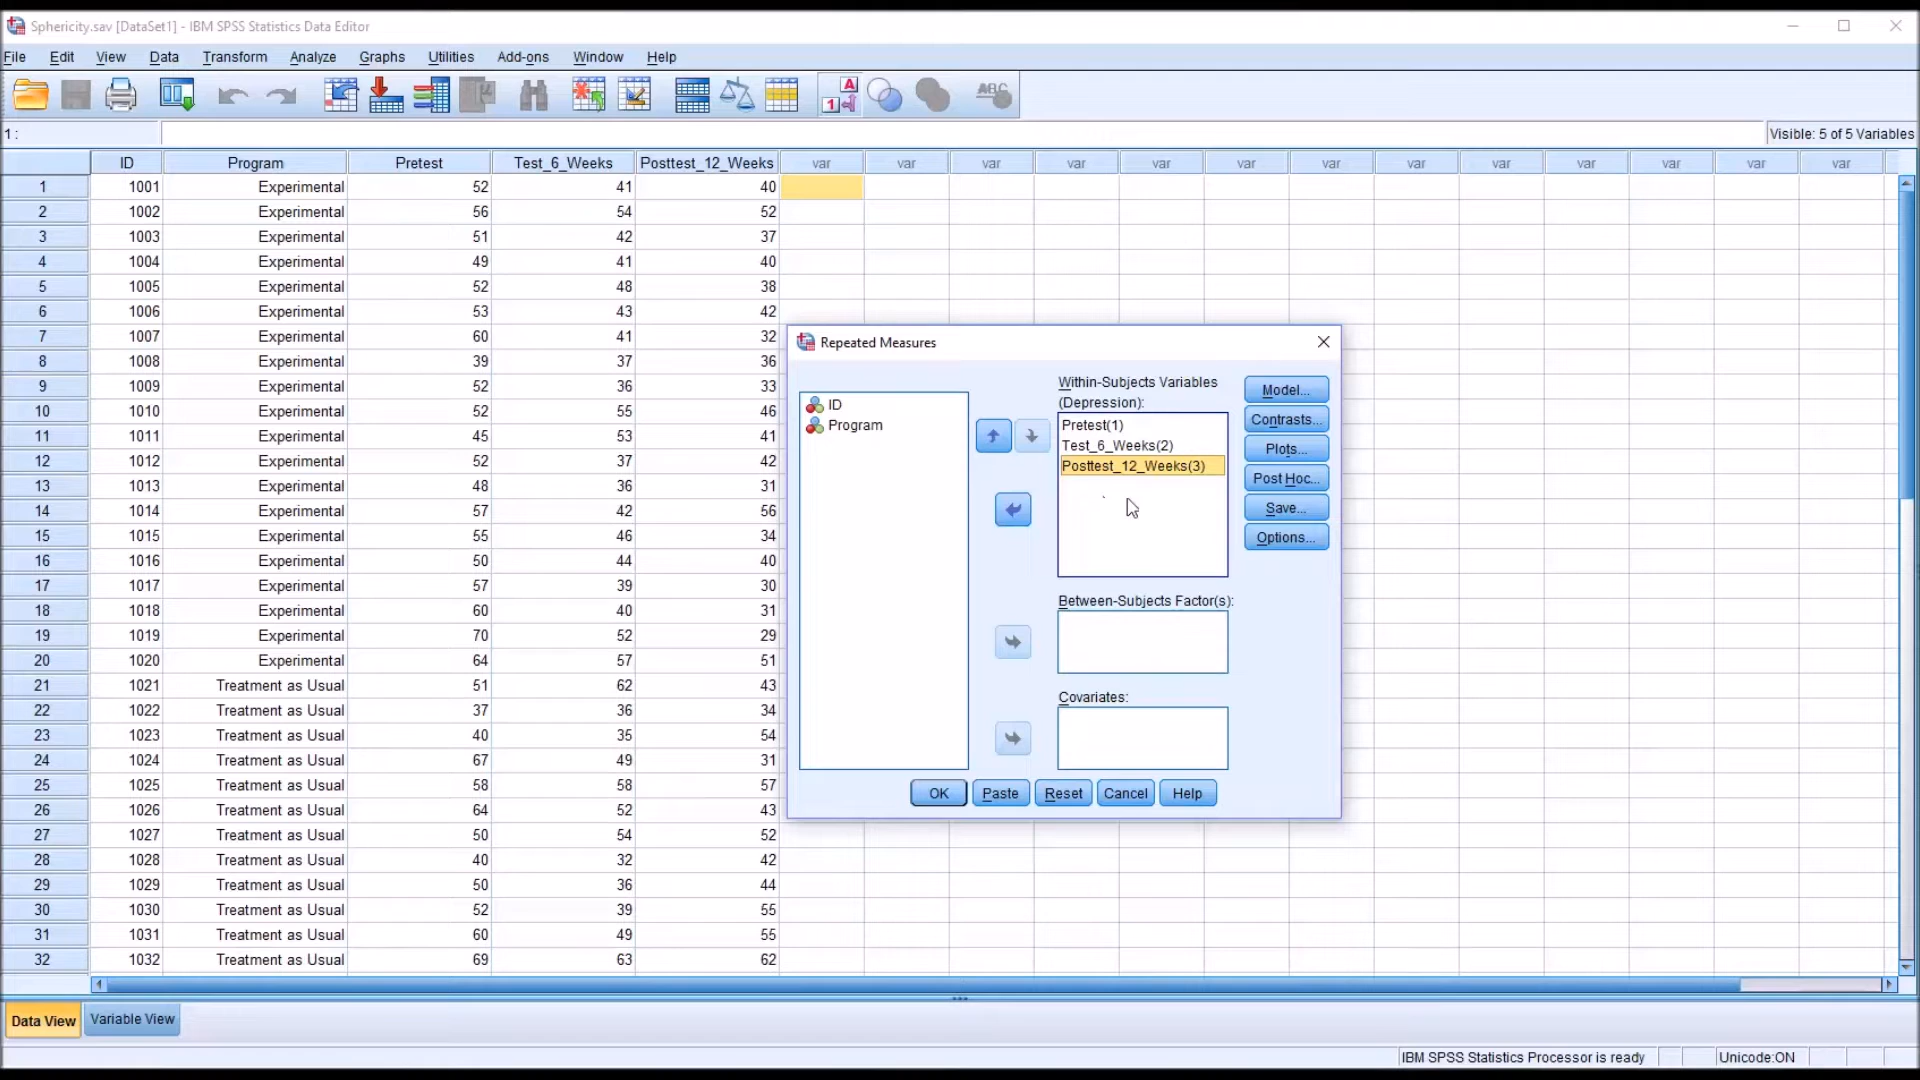 Sphericity.sav [DataSet1] - IBM SPSS Statistics Data Editor
File Edit View Data Transform Analyze Graphs Utilities Add-ons Window Help
A
1
ABC
1 :
Visible: 5 of 5 Variables
ID Program Pretest Test_6_Weeks Posttest_12_Weeks var var var var var var var var var var var var var
1 1001 Experimental 52 41 40
2 1002 Experimental 56 54 52
3 1003 Experimental 51 42 37
4 1004 Experimental 49 41 40
5 1005 Experimental 52 48 38
6 1006 Experimental 53 43 42
7 1007 Experimental 60 41 32
8 1008 Experimental 39 37 36
9 1009 Experimental 52 36 33
10 1010 Experimental 52 55 46
11 1011 Experimental 45 53 41
12 1012 Experimental 52 37 42
13 1013 Experimental 48 36 31
14 1014 Experimental 57 42 56
15 1015 Experimental 55 46 34
16 1016 Experimental 50 44 40
17 1017 Experimental 57 39 30
18 1018 Experimental 60 40 31
19 1019 Experimental 70 52 29
20 1020 Experimental 64 57 51
21 1021 Treatment as Usual 51 62 43
22 1022 Treatment as Usual 37 36 34
23 1023 Treatment as Usual 40 35 54
24 1024 Treatment as Usual 67 49 31
25 1025 Treatment as Usual 58 58 57
26 1026 Treatment as Usual 64 52 43
27 1027 Treatment as Usual 50 54 52
28 1028 Treatment as Usual 40 32 42
29 1029 Treatment as Usual 50 36 44
30 1030 Treatment as Usual 52 39 55
31 1031 Treatment as Usual 60 49 55
32 1032 Treatment as Usual 69 63 62
Repeated Measures
ID
Program
Within-Subjects Variables
(Depression):
Pretest(1)
Test_6_Weeks(2)
Posttest_12_Weeks(3)
Between-Subjects Factor(s):
Covariates:
Model...
Contrasts...
Plots...
Post Hoc...
Save...
Options...
OK Paste Reset Cancel Help
Data View Variable View
IBM SPSS Statistics Processor is ready Unicode:ON